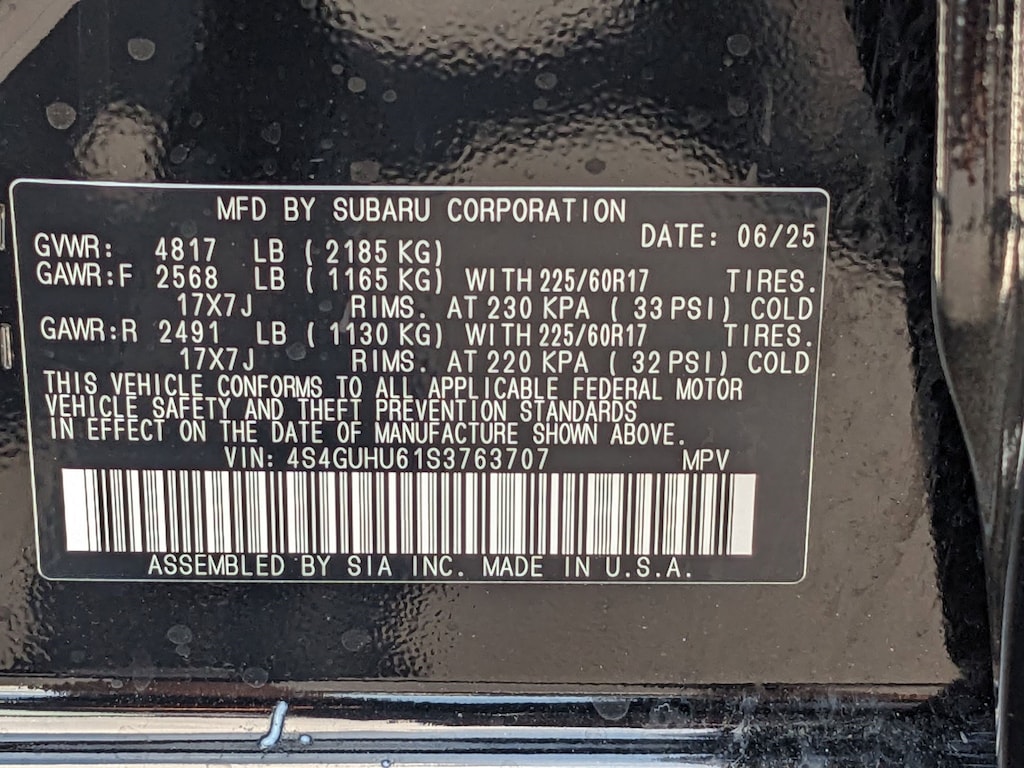 MFD BY SUBARU CORPORATION
DATE: 06/25
GVWR: 4817 LB ( 2185 KG)
GAWR:F 2568 LB ( 1165 KG) WITH 225/60R17 TIRES.
17X7J RIMS. AT 230 KPA ( 33 PSI) COLD
GAWR:R 2491 LB ( 1130 KG) WITH 225/60R17 TIRES.
17X7J RIMS. AT 220 KPA ( 32 PSI) COLD
THIS VEHICLE CONFORMS TO ALL APPLICABLE FEDERAL MOTOR
VEHICLE SAFETY AND THEFT PREVENTION STANDARDS
IN EFFECT ON THE DATE OF MANUFACTURE SHOWN ABOVE.
VIN: 4S4GUHU61S3763707 MPV
ASSEMBLED BY SIA INC. MADE IN U.S.A.